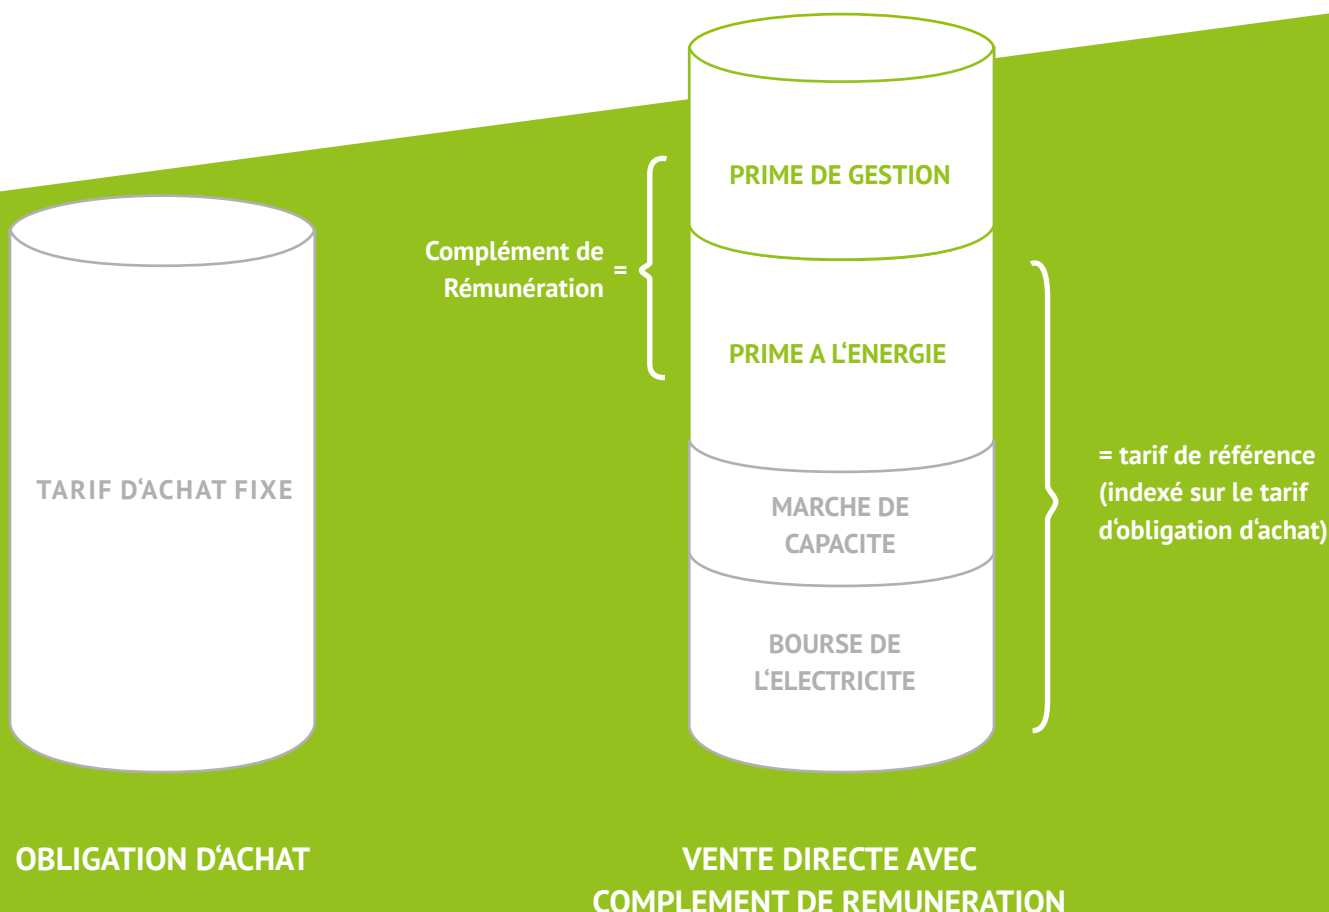 PRIME DE GESTION
Complément de
Rémunération
=
PRIME A L‘ENERGIE
TARIF D‘ACHAT FIXE
= tarif de référence
(indexé sur le tarif
d‘obligation d‘achat)
MARCHE DE
CAPACITE
BOURSE DE
L‘ELECTRICITE
OBLIGATION D‘ACHAT
VENTE DIRECTE AVEC
COMPLEMENT DE REMUNERATION